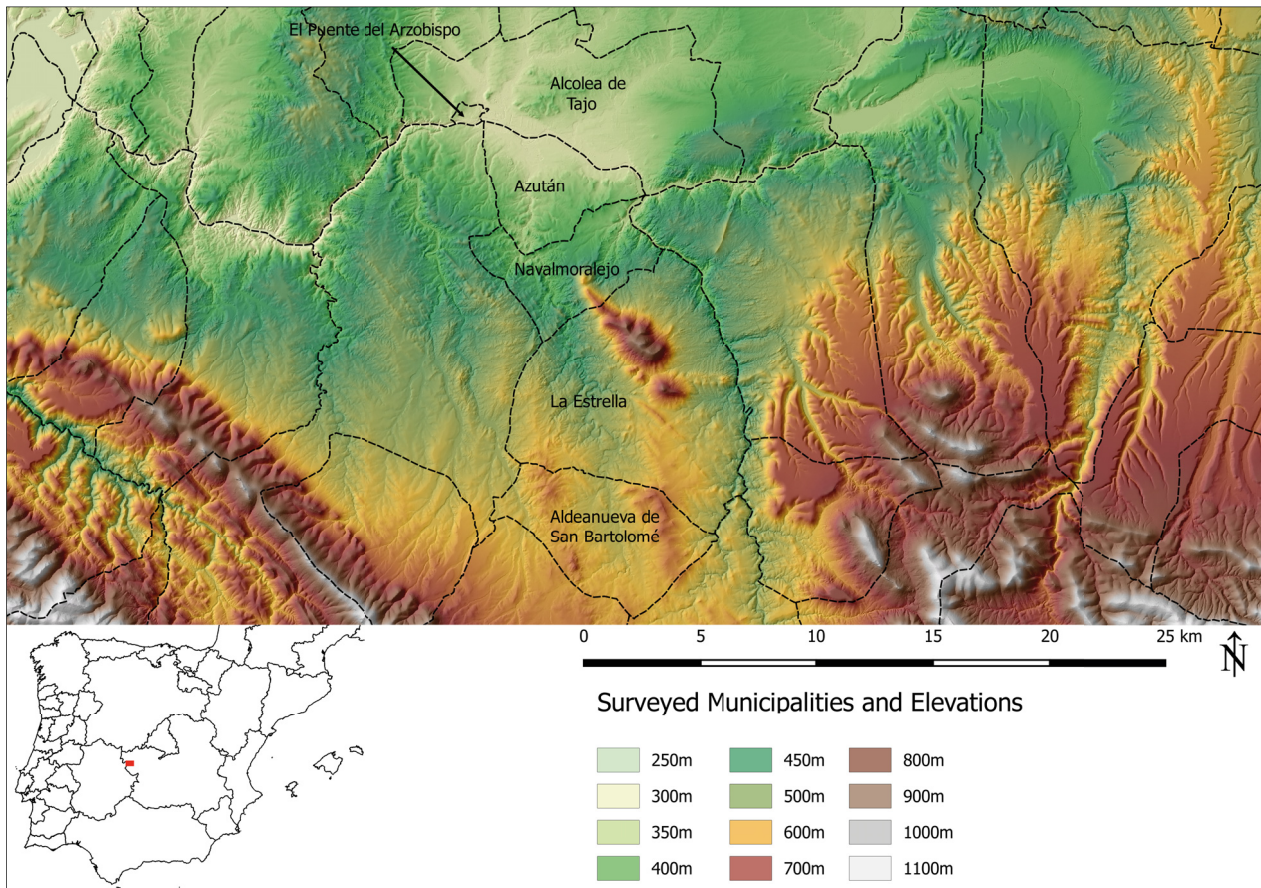 El Puente del Arzobispo
Alcolea de
Tajo
Azután
Navalmoralejo
La Estrella
Aldeanueva de
San Bartolomé
0 5 10 15 20 25 km
N
Surveyed Municipalities and Elevations
250m 450m 800m
300m 500m 900m
350m 600m 1000m
400m 700m 1100m